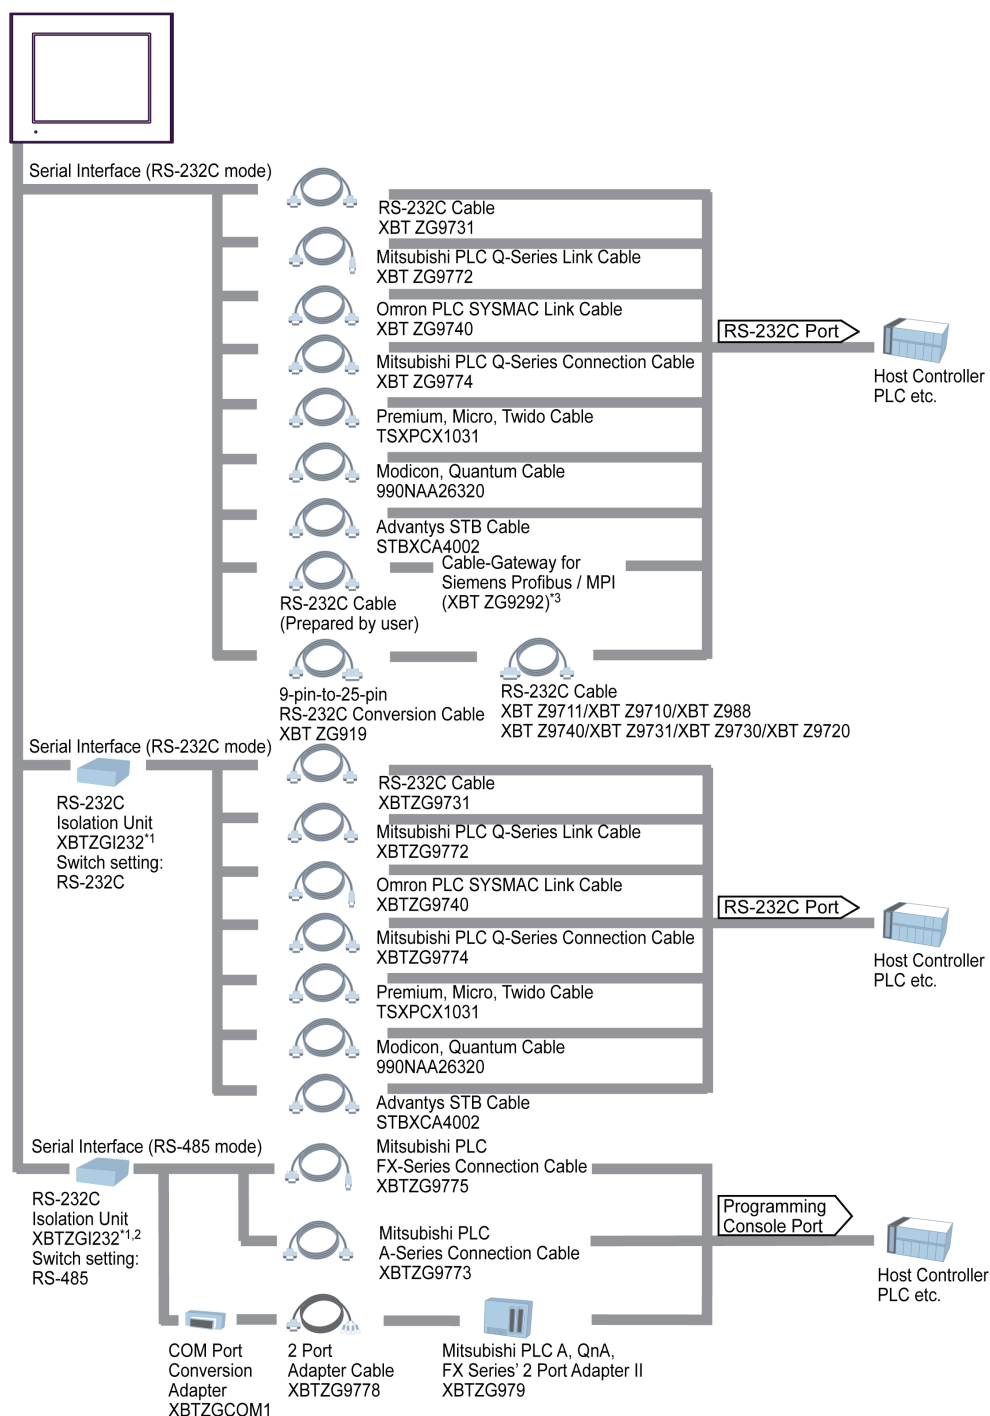 Serial Interface (RS-232C mode)
RS-232C Cable
XBT ZG9731
Mitsubishi PLC Q-Series Link Cable
XBT ZG9772
Omron PLC SYSMAC Link Cable
XBT ZG9740
RS-232C Port
Mitsubishi PLC Q-Series Connection Cable
XBT ZG9774
Host Controller
PLC etc.
Premium, Micro, Twido Cable
TSXPCX1031
Modicon, Quantum Cable
990NAA26320
Advantys STB Cable
STBXCA4002
Cable-Gateway for
Siemens Profibus / MPI
(XBT ZG9292)*3
RS-232C Cable
(Prepared by user)
9-pin-to-25-pin
RS-232C Conversion Cable
XBT ZG919
RS-232C Cable
XBT Z9711/XBT Z9710/XBT Z988
XBT Z9740/XBT Z9731/XBT Z9730/XBT Z9720
Serial Interface (RS-232C mode)
RS-232C
Isolation Unit
XBTZGI232*1
Switch setting:
RS-232C
RS-232C Cable
XBTZG9731
Mitsubishi PLC Q-Series Link Cable
XBTZG9772
Omron PLC SYSMAC Link Cable
XBTZG9740
RS-232C Port
Mitsubishi PLC Q-Series Connection Cable
XBTZG9774
Host Controller
PLC etc.
Premium, Micro, Twido Cable
TSXPCX1031
Modicon, Quantum Cable
990NAA26320
Advantys STB Cable
STBXCA4002
Serial Interface (RS-485 mode)
RS-232C
Isolation Unit
XBTZGI232*1,2
Switch setting:
RS-485
Mitsubishi PLC
FX-Series Connection Cable
XBTZG9775
Programming
Console Port
Mitsubishi PLC
A-Series Connection Cable
XBTZG9773
Host Controller
PLC etc.
COM Port
Conversion
Adapter
XBTZGCOM1
2 Port
Adapter Cable
XBTZG9778
Mitsubishi PLC A, QnA,
FX Series' 2 Port Adapter II
XBTZG979